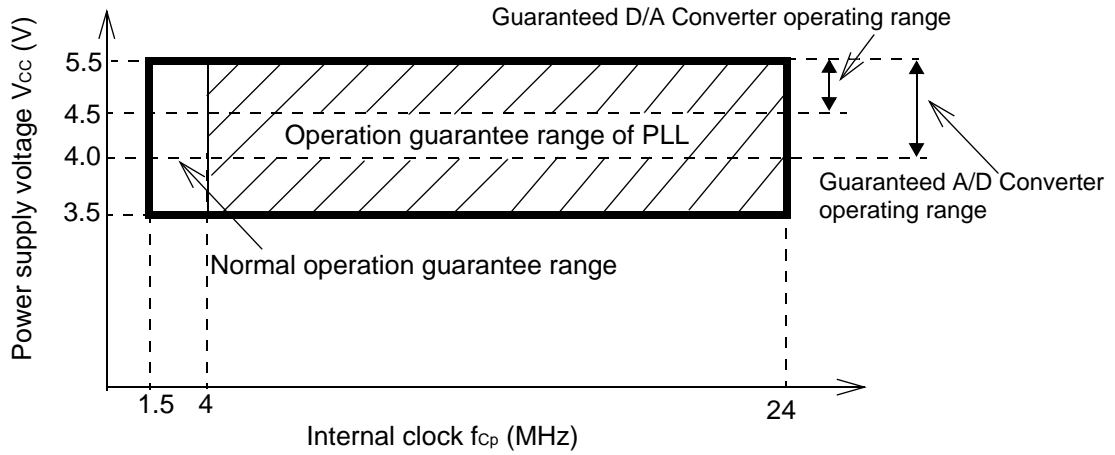 Guaranteed D/A Converter operating range
Power supply voltage VCC (V)
5.5
4.5
4.0
3.5
Operation guarantee range of PLL
Guaranteed A/D Converter
operating range
Normal operation guarantee range
1.5
4
24
Internal clock fCp (MHz)